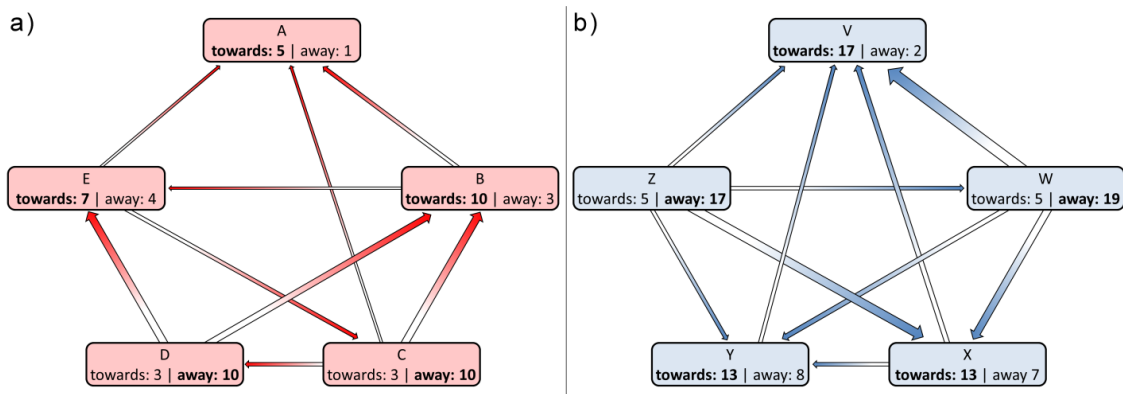 a)
A
towards: 5 | away: 1
E
towards: 7 | away: 4
B
towards: 10 | away: 3
D
towards: 3 | away: 10
C
towards: 3 | away: 10
b)
V
towards: 17 | away: 2
Z
towards: 5 | away: 17
W
towards: 5 | away: 19
Y
towards: 13 | away: 8
X
towards: 13 | away 7